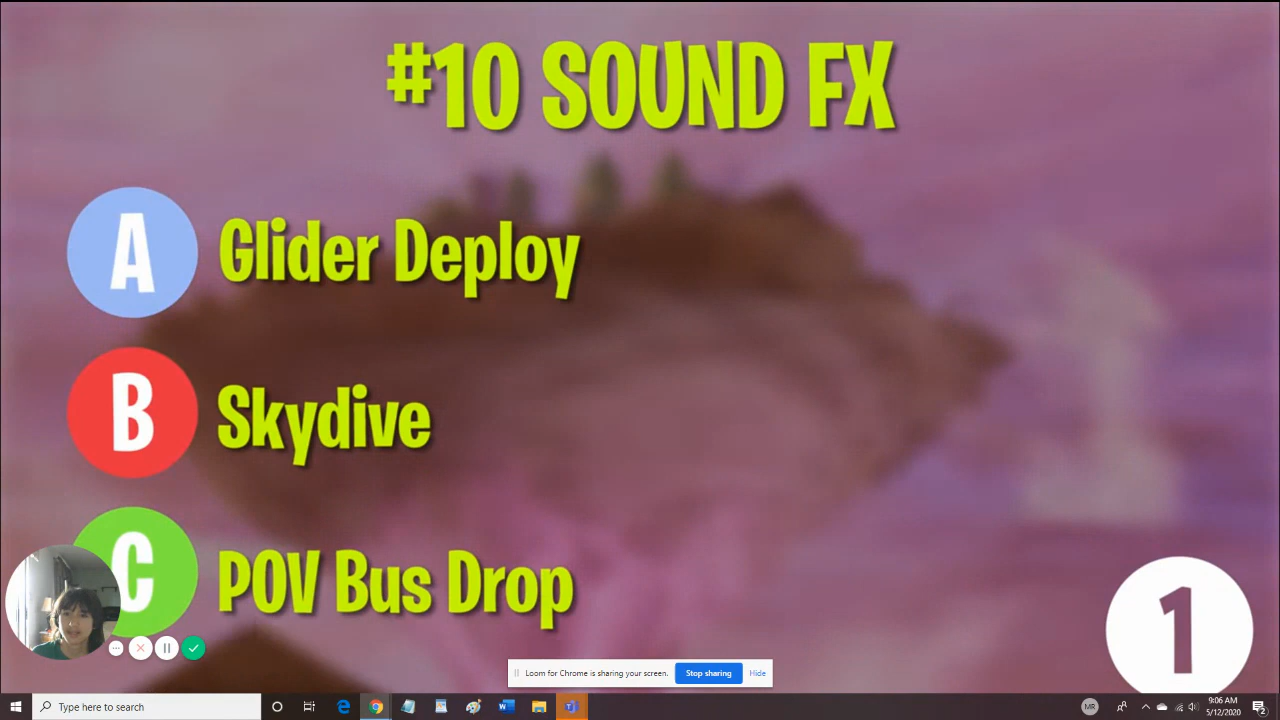 #10 SOUND FX
A Glider Deploy
B Skydive
C POV Bus Drop
1
Loom for Chrome is sharing your screen. Stop sharing Hide
Type here to search
MR
9:06 AM
5/12/2020
2